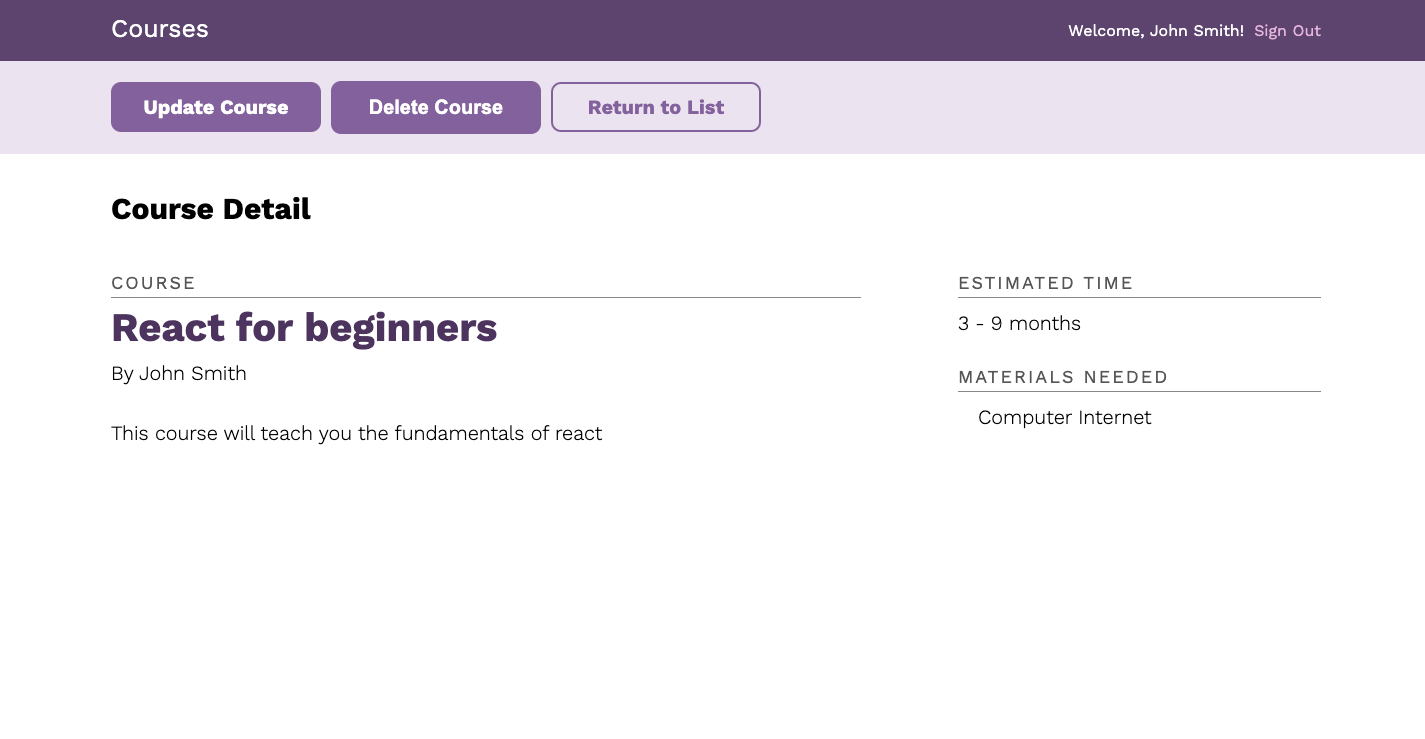 Courses
Welcome, John Smith! Sign Out
Update Course
Delete Course
Return to List
Course Detail
COURSE
React for beginners
By John Smith
This course will teach you the fundamentals of react
ESTIMATED TIME
3 - 9 months
MATERIALS NEEDED
Computer Internet